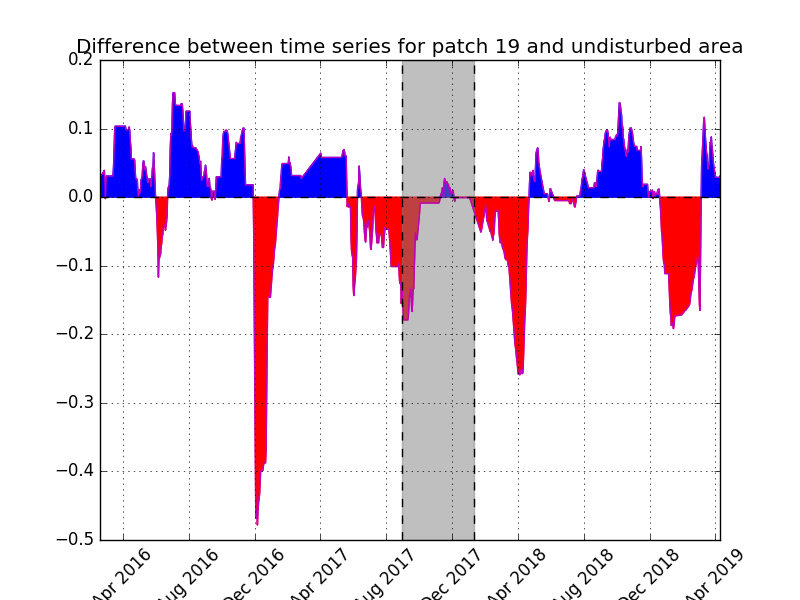 Difference between time series for patch 19 and undisturbed area
0.2
0.1
0.0
−0.1
−0.2
−0.3
−0.4
−0.5
Apr 2016
Aug 2016
Dec 2016
Apr 2017
Aug 2017
Dec 2017
Apr 2018
Aug 2018
Dec 2018
Apr 2019